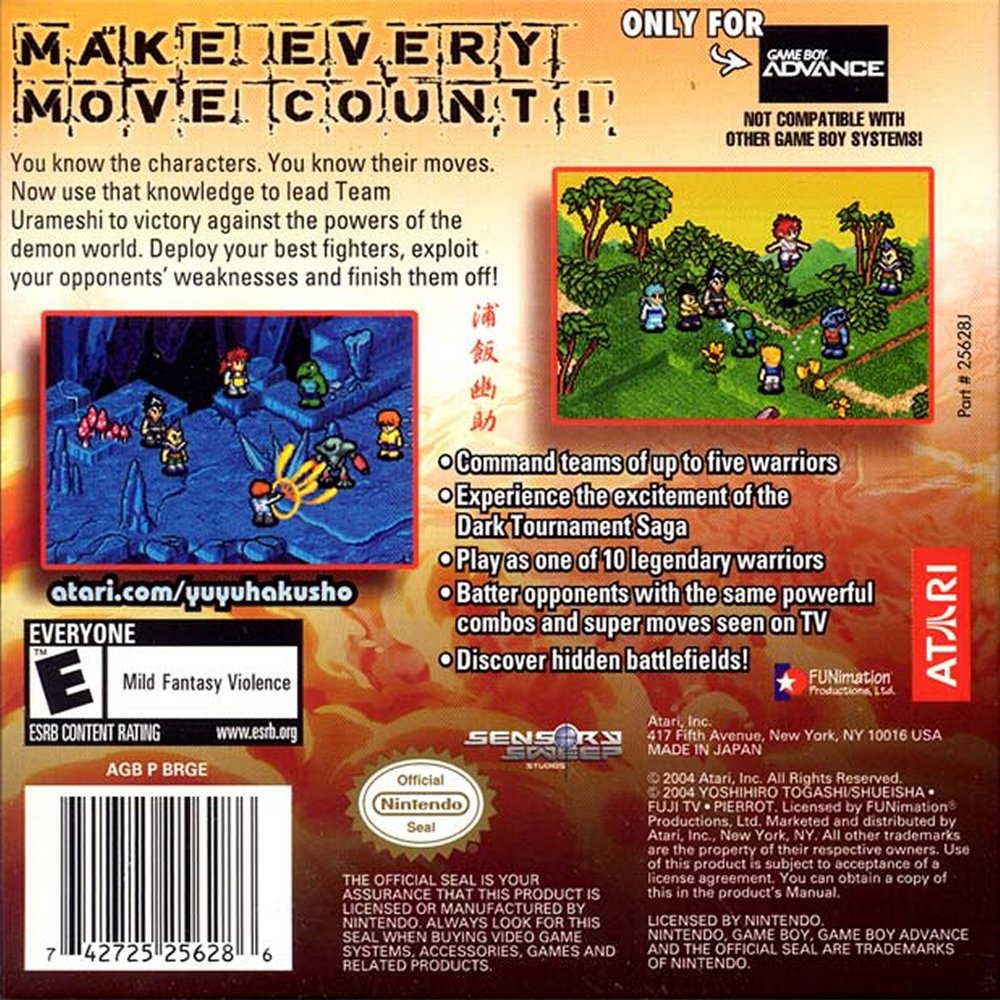 MAKE EVERY
MOVE COUNT!
ONLY FOR
GAME BOY
ADVANCE
NOT COMPATIBLE WITH
OTHER GAME BOY SYSTEMS!
You know the characters. You know their moves.
Now use that knowledge to lead Team
Urameshi to victory against the powers of the
demon world. Deploy your best fighters, exploit
your opponents' weaknesses and finish them off!
浦
飯
幽
助
Part # 25628J
• Command teams of up to five warriors
• Experience the excitement of the
Dark Tournament Saga
• Play as one of 10 legendary warriors
• Batter opponents with the same powerful
combos and super moves seen on TV
• Discover hidden battlefields!
atari.com/yuyuhakusho
EVERYONE
TM
E
Mild Fantasy Violence
ESRB CONTENT RATING www.esrb.org
AGB P BRGE
7 42725 25628 6
SENSORY
SWEEP
STUDIOS
Official
Nintendo
Seal
THE OFFICIAL SEAL IS YOUR
ASSURANCE THAT THIS PRODUCT IS
LICENSED OR MANUFACTURED BY
NINTENDO. ALWAYS LOOK FOR THIS
SEAL WHEN BUYING VIDEO GAME
SYSTEMS, ACCESSORIES, GAMES AND
RELATED PRODUCTS.
FUNimation
Productions, Ltd.
ATARI
Atari, Inc.
417 Fifth Avenue, New York, NY 10016 USA
MADE IN JAPAN
© 2004 Atari, Inc. All Rights Reserved.
© 2004 YOSHIHIRO TOGASHI/SHUEISHA •
FUJI TV • PIERROT. Licensed by FUNimation®
Productions, Ltd. Marketed and distributed by
Atari, Inc., New York, NY. All other trademarks
are the property of their respective owners. Use
of this product is subject to acceptance of a
license agreement. You can obtain a copy of
this in the product's Manual.
LICENSED BY NINTENDO.
NINTENDO, GAME BOY, GAME BOY ADVANCE
AND THE OFFICIAL SEAL ARE TRADEMARKS
OF NINTENDO.